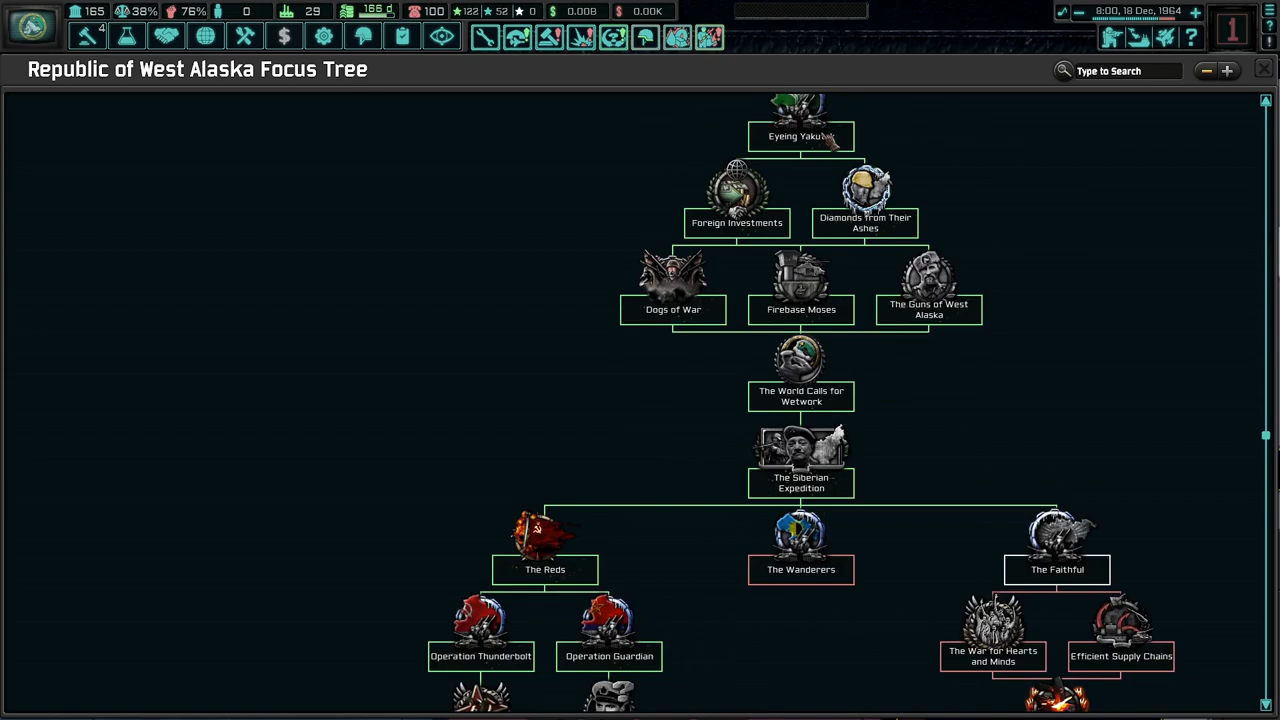 165 38% 76% 0 29 166 d 100 122 52 0 0.00B 0.00K
8:00, 18 Dec, 1964
4
1
Republic of West Alaska Focus Tree
Type to Search
Eyeing
Foreign Investments
Diamonds from Their
Ashes
Dogs of War
Firebase Moses
The Guns of West
Alaska
The World Calls for
Wetwork
The Siberian
Expedition
The Reds
The Wanderers
The Faithful
Operation Thunderbolt
Operation Guardian
The War for Hearts
and Minds
Efficient Supply Chains